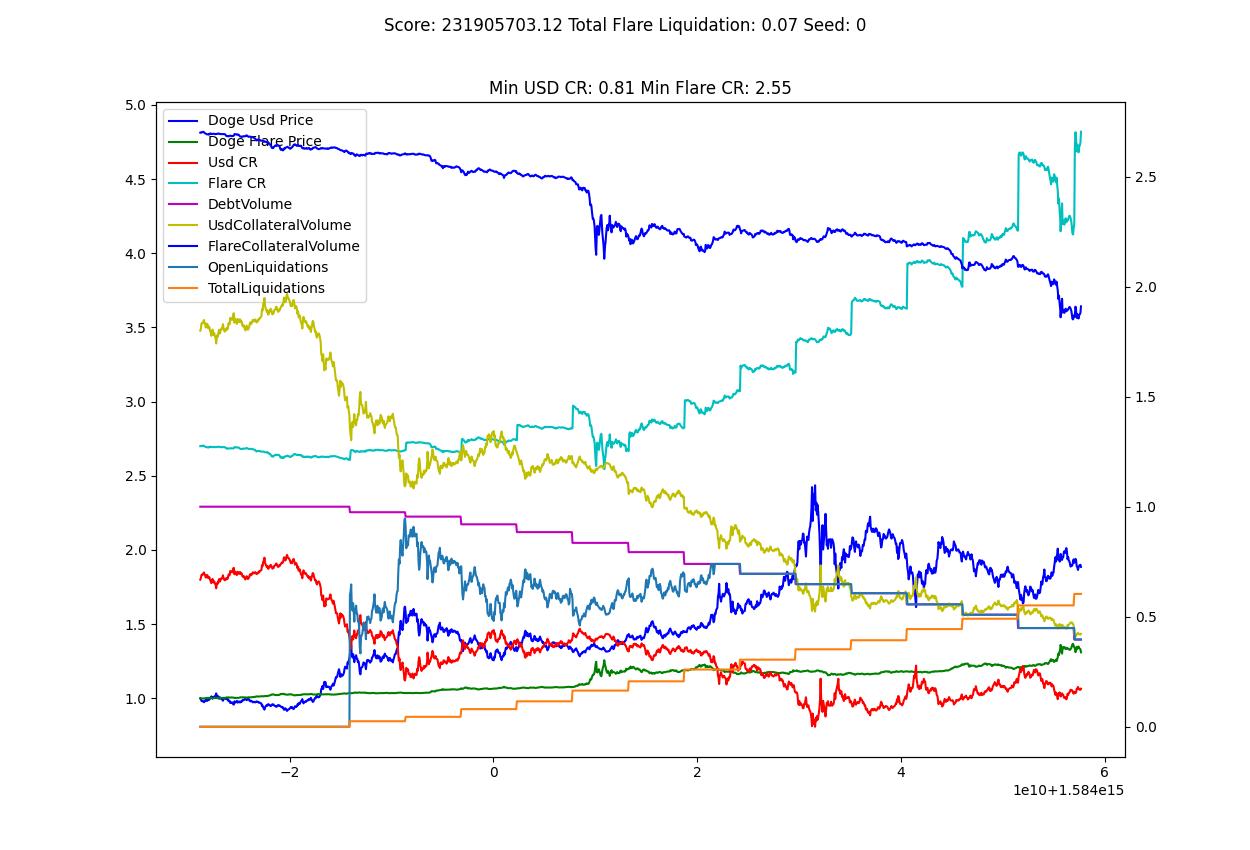 Score: 231905703.12 Total Flare Liquidation: 0.07 Seed: 0
Min USD CR: 0.81 Min Flare CR: 2.55
5.0
4.5
4.0
3.5
3.0
2.5
2.0
1.5
1.0
Doge Usd Price
Doge Flare Price
Usd CR
Flare CR
DebtVolume
UsdCollateralVolume
FlareCollateralVolume
OpenLiquidations
TotalLiquidations
2.5
2.0
1.5
1.0
0.5
0.0
−2 0 2 4 6
1e10+1.584e15